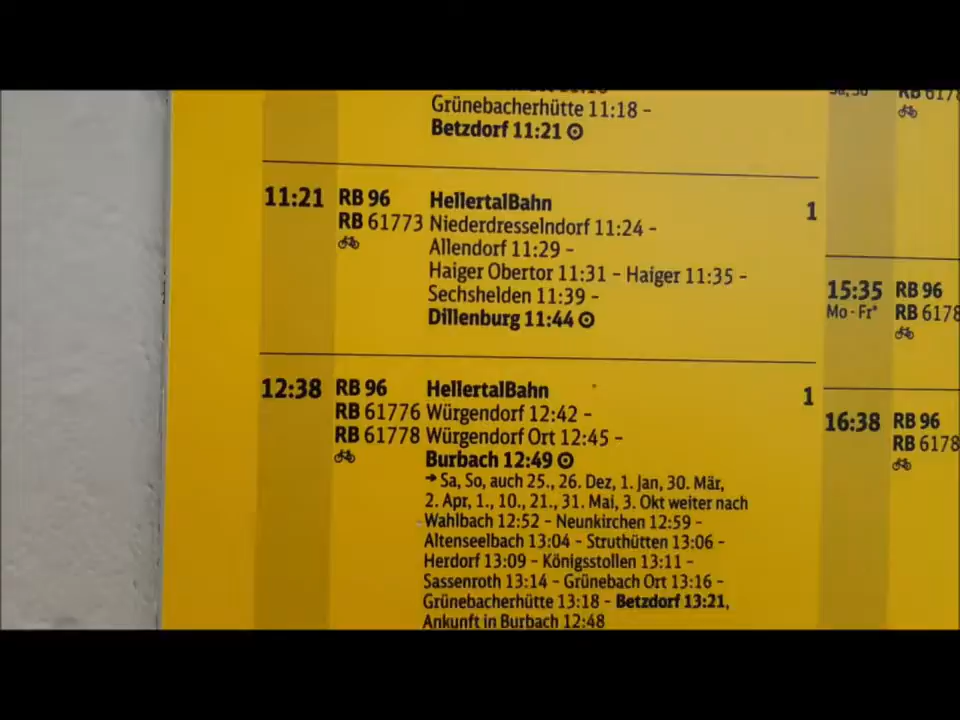 Grünebacherhütte 11:18 –
Betzdorf 11:21
11:21 RB 96 HellertalBahn 1
RB 61773 Niederdresselndorf 11:24 –
Allendorf 11:29 –
Haiger Obertor 11:31 – Haiger 11:35 –
Sechshelden 11:39 –
Dillenburg 11:44
12:38 RB 96 HellertalBahn 1
RB 61776 Würgendorf 12:42 –
RB 61778 Würgendorf Ort 12:45 –
Burbach 12:49
➝ Sa, So, auch 25., 26. Dez, 1. Jan, 30. Mär,
2. Apr, 1., 10., 21., 31. Mai, 3. Okt weiter nach
Wahlbach 12:52 – Neunkirchen 12:59 –
Altenseelbach 13:04 – Struthütten 13:06 –
Herdorf 13:09 – Königsstollen 13:11 –
Sassenroth 13:14 – Grünebach Ort 13:16 –
Grünebacherhütte 13:18 – Betzdorf 13:21,
Ankunft in Burbach 12:48
15:35 RB 96
Mo - Fr* RB 6178
16:38 RB 96
RB 6178